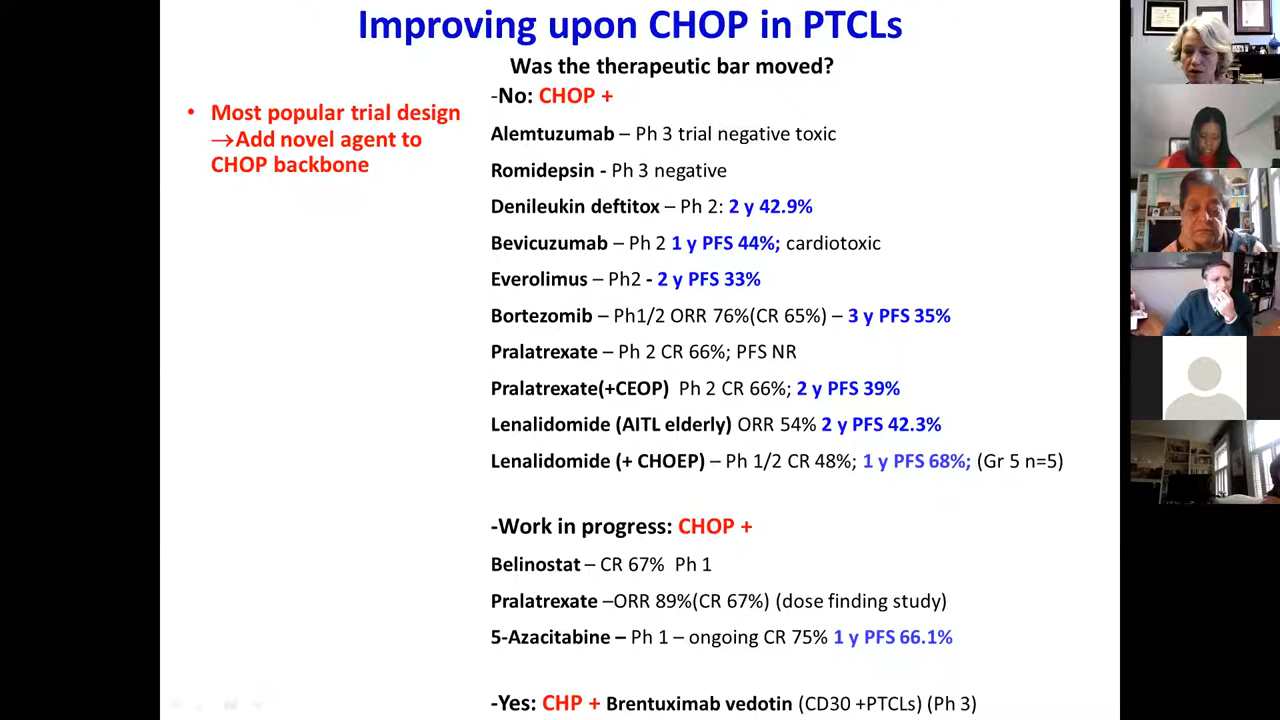 Improving upon CHOP in PTCLs
Was the therapeutic bar moved?
-No: CHOP +
• Most popular trial design
→Add novel agent to
CHOP backbone
Alemtuzumab – Ph 3 trial negative toxic
Romidepsin - Ph 3 negative
Denileukin deftitox – Ph 2: 2 y 42.9%
Bevicuzumab – Ph 2 1 y PFS 44%; cardiotoxic
Everolimus – Ph2 - 2 y PFS 33%
Bortezomib – Ph1/2 ORR 76%(CR 65%) – 3 y PFS 35%
Pralatrexate – Ph 2 CR 66%; PFS NR
Pralatrexate(+CEOP) Ph 2 CR 66%; 2 y PFS 39%
Lenalidomide (AITL elderly) ORR 54% 2 y PFS 42.3%
Lenalidomide (+ CHOEP) – Ph 1/2 CR 48%; 1 y PFS 68%; (Gr 5 n=5)
-Work in progress: CHOP +
Belinostat – CR 67% Ph 1
Pralatrexate –ORR 89%(CR 67%) (dose finding study)
5-Azacitabine – Ph 1 – ongoing CR 75% 1 y PFS 66.1%
-Yes: CHP + Brentuximab vedotin (CD30 +PTCLs) (Ph 3)